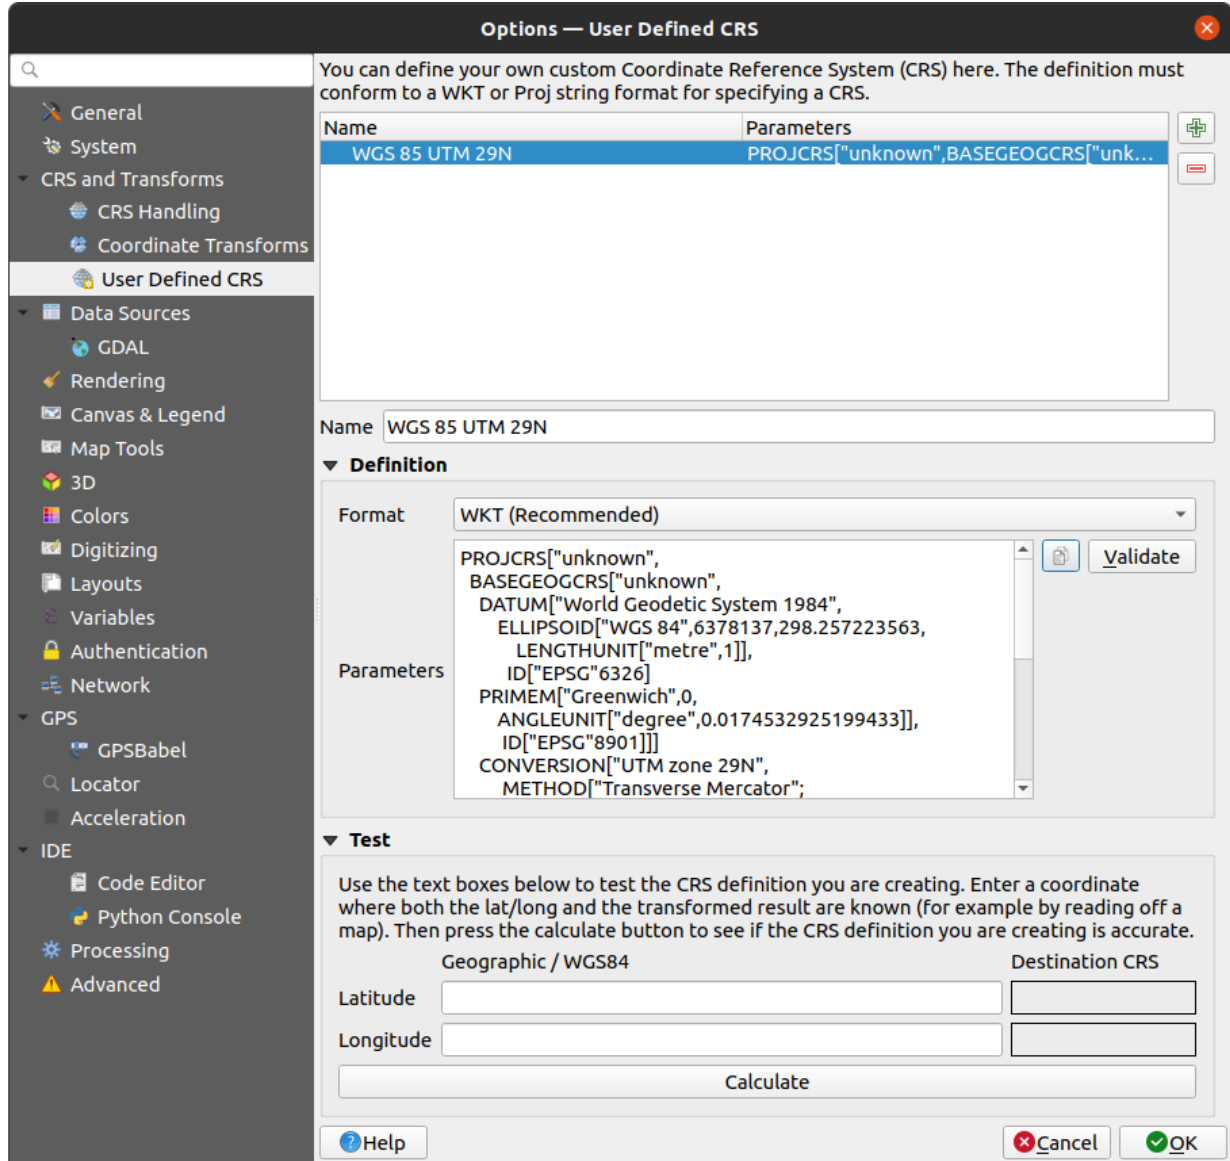 Options — User Defined CRS
General
System
CRS and Transforms
CRS Handling
Coordinate Transforms
User Defined CRS
Data Sources
GDAL
Rendering
Canvas & Legend
Map Tools
3D
Colors
Digitizing
Layouts
Variables
Authentication
Network
GPS
GPSBabel
Locator
Acceleration
IDE
Code Editor
Python Console
Processing
Advanced
You can define your own custom Coordinate Reference System (CRS) here. The definition must
conform to a WKT or Proj string format for specifying a CRS.
Name Parameters
WGS 85 UTM 29N PROJCRS["unknown",BASEGEOGCRS["unk...
Name WGS 85 UTM 29N
Definition
Format WKT (Recommended)
Parameters
PROJCRS["unknown",
BASEGEOGCRS["unknown",
DATUM["World Geodetic System 1984",
ELLIPSOID["WGS 84",6378137,298.257223563,
LENGTHUNIT["metre",1]],
ID["EPSG"6326]
PRIMEM["Greenwich",0,
ANGLEUNIT["degree",0.0174532925199433]],
ID["EPSG"8901]]]
CONVERSION["UTM zone 29N",
METHOD["Transverse Mercator";
Validate
Test
Use the text boxes below to test the CRS definition you are creating. Enter a coordinate
where both the lat/long and the transformed result are known (for example by reading off a
map). Then press the calculate button to see if the CRS definition you are creating is accurate.
Geographic / WGS84 Destination CRS
Latitude
Longitude
Calculate
Help Cancel OK